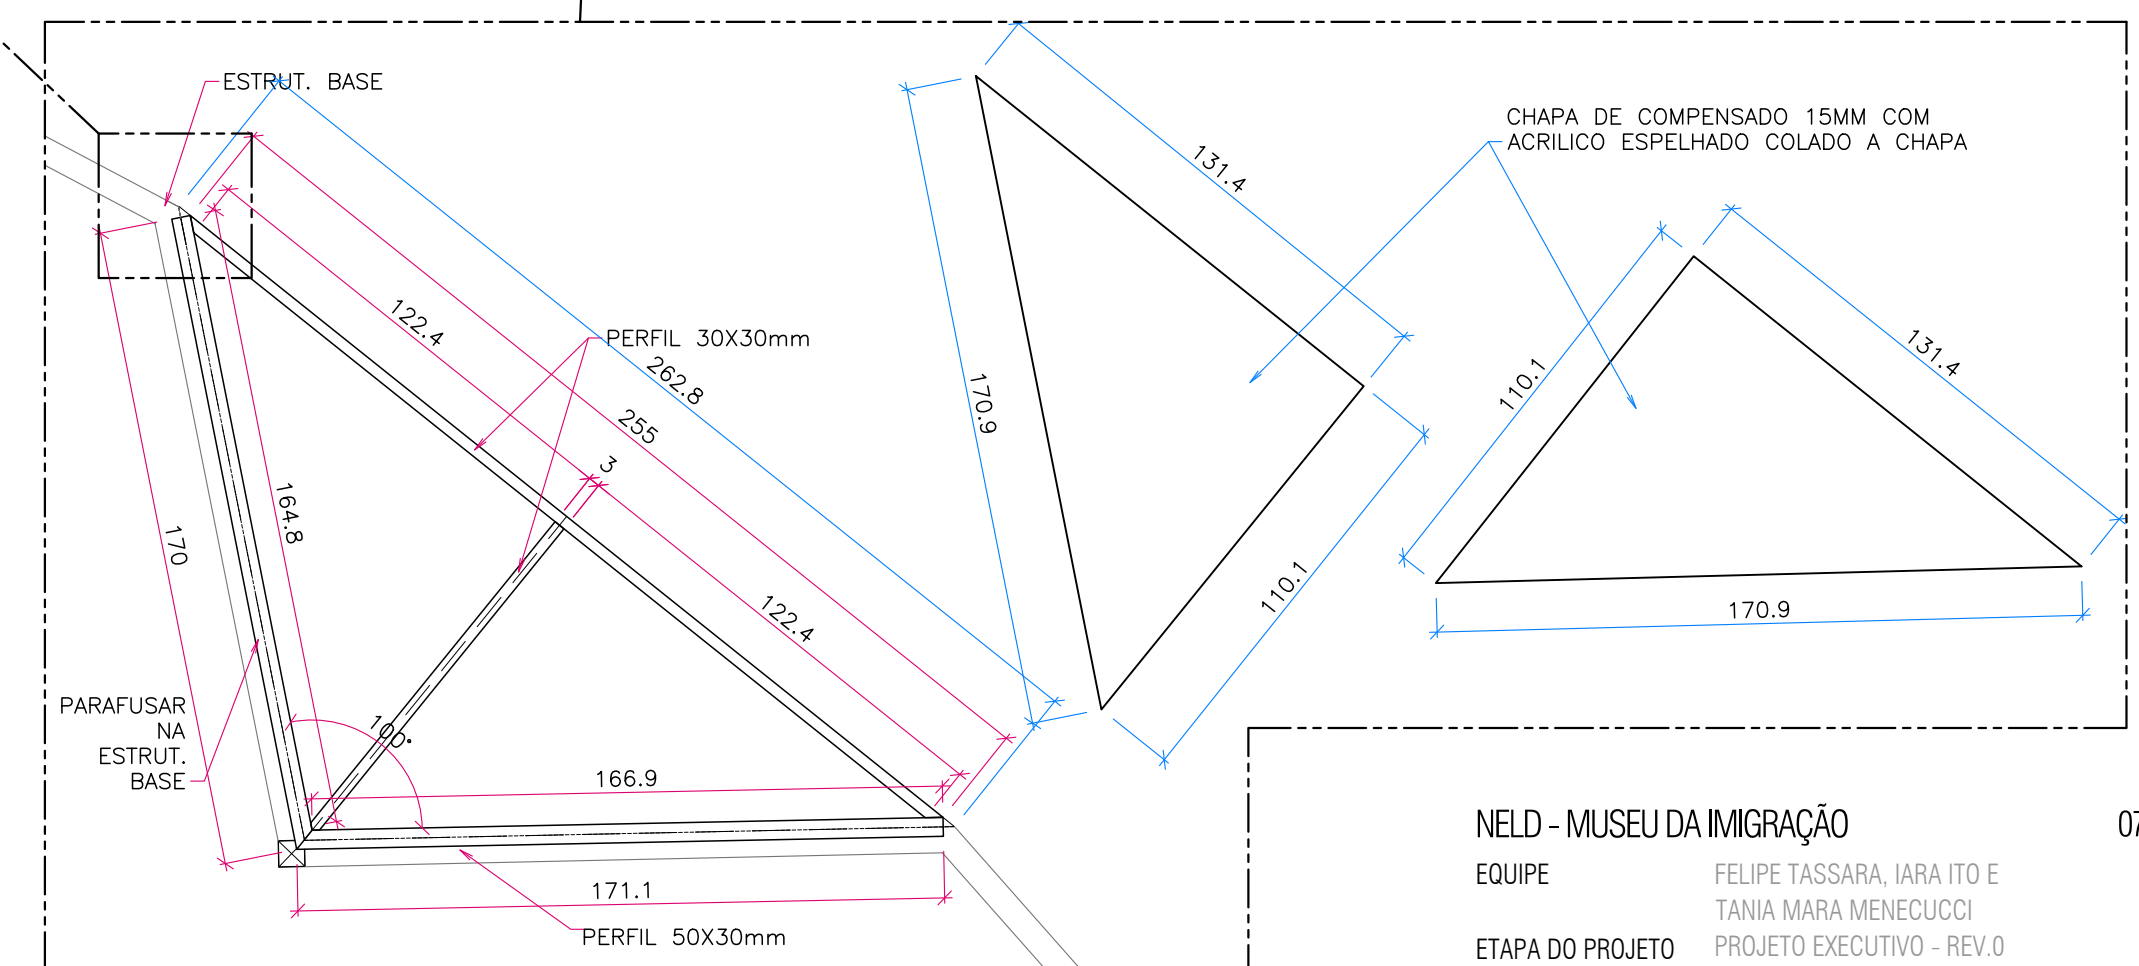 ESTRUT. BASE
CHAPA DE COMPENSADO 15MM COM
ACRILICO ESPELHADO COLADO A CHAPA
131.4
131.4
122.4
PERFIL 30X30mm
262.8
110.1
170.9
255
3
164.8
170
110.1
122.4
170.9
PARAFUSAR
NA
ESTRUT.
BASE
100°
166.9
171.1
PERFIL 50X30mm
NELD - MUSEU DA IMIGRAÇÃO 07
EQUIPE FELIPE TASSARA, IARA ITO E
TANIA MARA MENECUCCI
ETAPA DO PROJETO PROJETO EXECUTIVO - REV.0